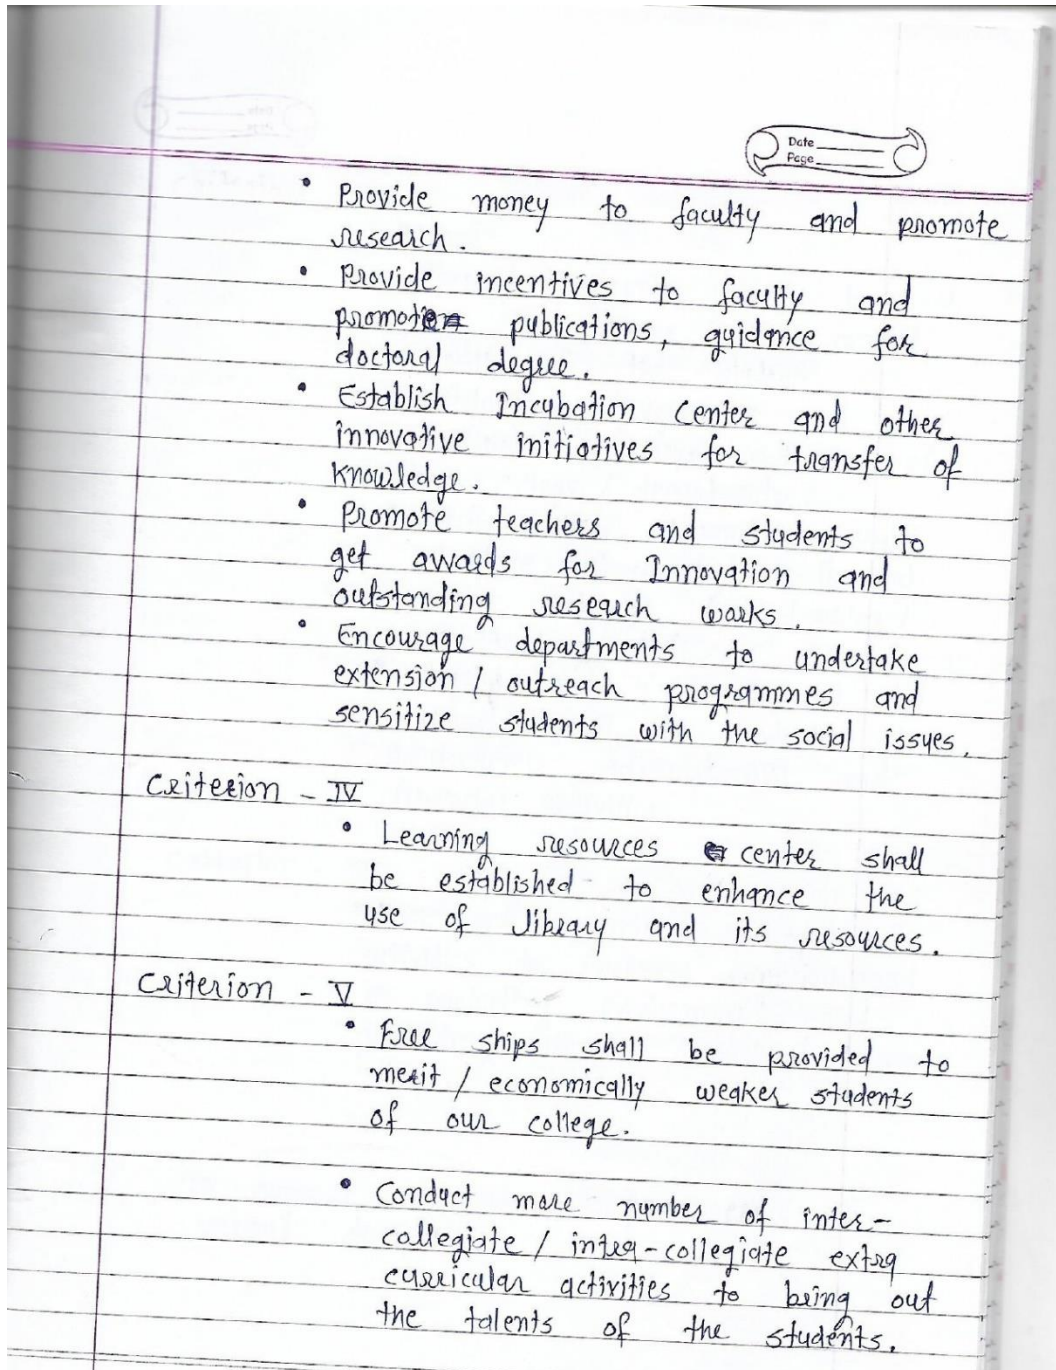 Date
Page
• Provide money to faculty and promote
research.
• Provide incentives to faculty and
promote publications, guidance for
doctoral degree.
• Establish Incubation Center and other
innovative initiatives for transfer of
knowledge.
• Promote teachers and students to
get awards for Innovation and
outstanding research works.
• Encourage departments to undertake
extension / outreach programmes and
sensitize students with the social issues.
Criterion - IV
• Learning resources center shall
be established to enhance the
use of library and its resources.
Criterion - V
• Free ships shall be provided to
merit / economically weaker students
of our college.
• Conduct more number of inter-
collegiate / intra-collegiate extra
curricular activities to bring out
the talents of the students.